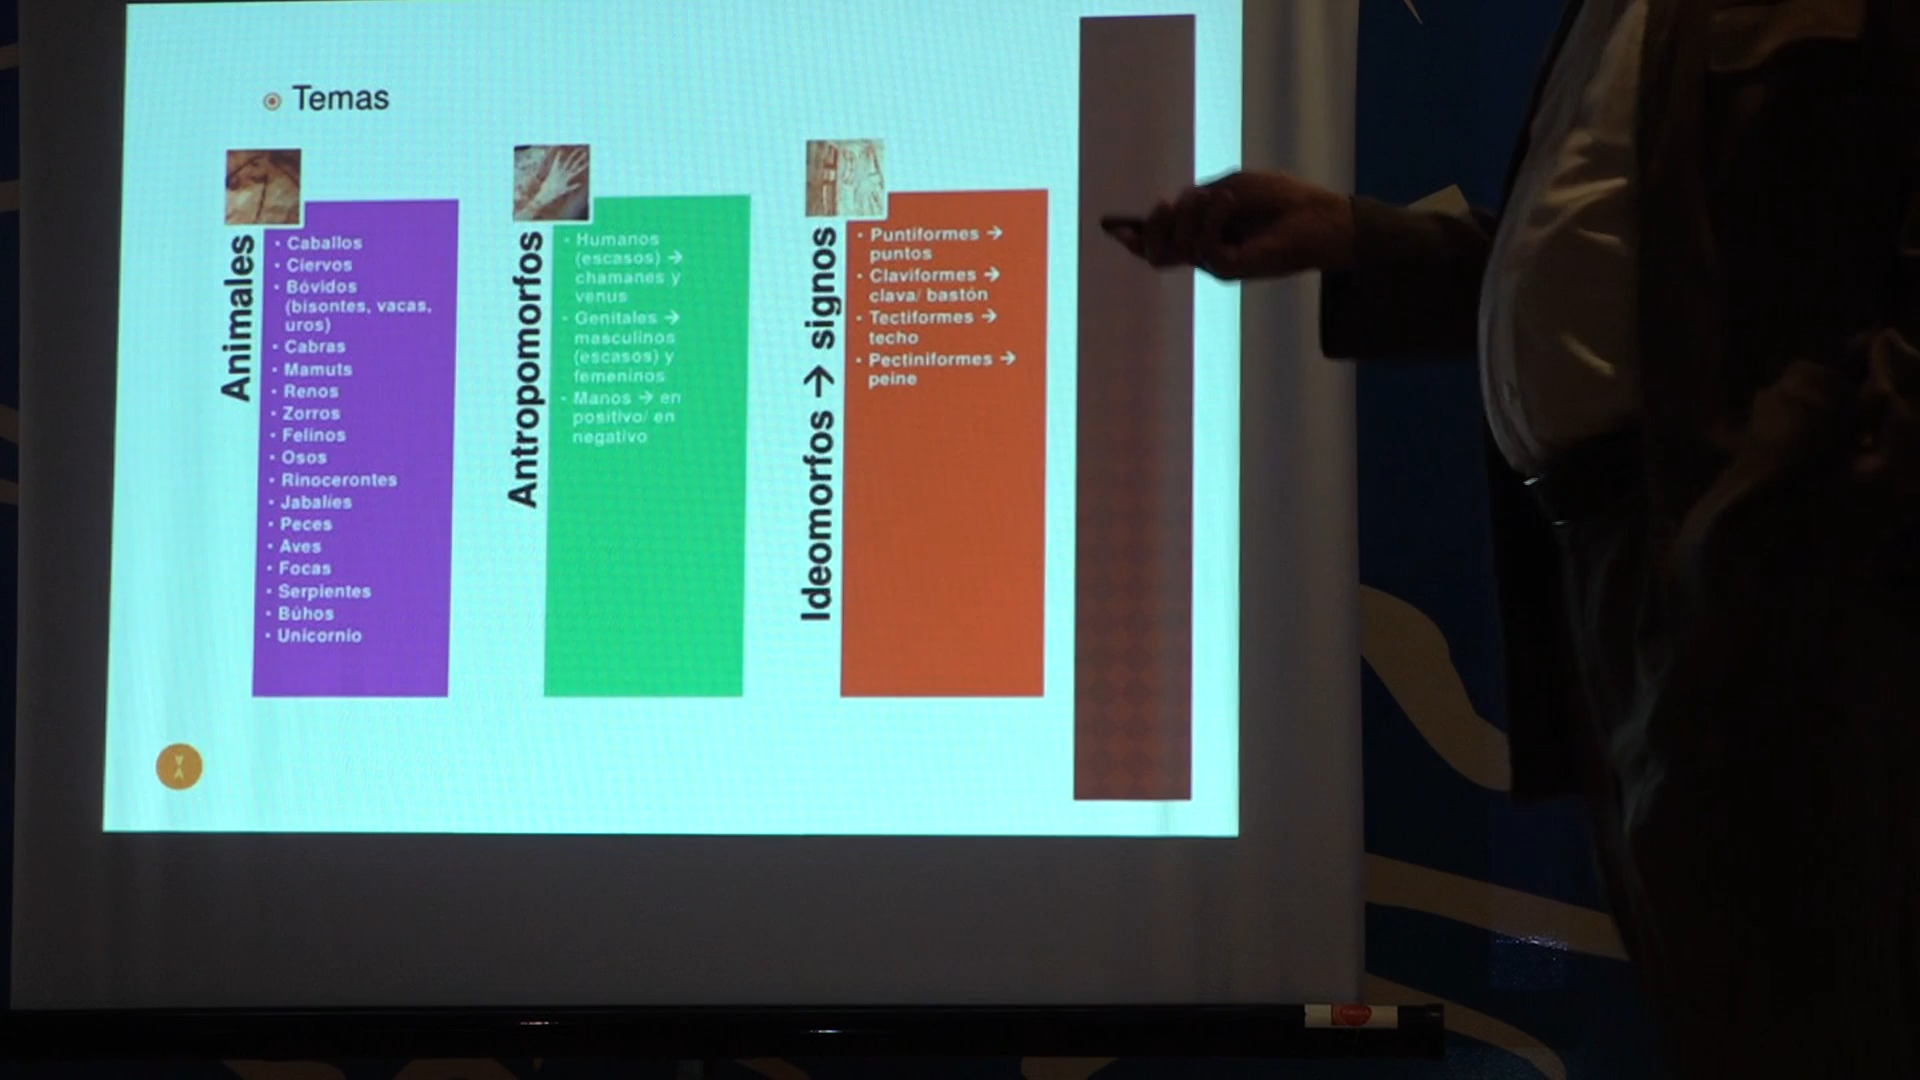 Temas
Animales
• Caballos
• Ciervos
• Bóvidos
(bisontes, vacas,
uros)
• Cabras
• Mamuts
• Renos
• Zorros
• Felinos
• Osos
• Rinocerontes
• Jabalíes
• Peces
• Aves
• Focas
• Serpientes
• Búhos
• Unicornio
Antropomorfos
• Humanos
(escasos) →
chamanes y
venus
• Genitales →
masculinos
(escasos) y
femeninos
• Manos → en
positivo/ en
negativo
Ideomorfos → signos
• Puntiformes →
puntos
• Claviformes →
clava/ bastón
• Tectiformes →
techo
• Pectiniformes →
peine